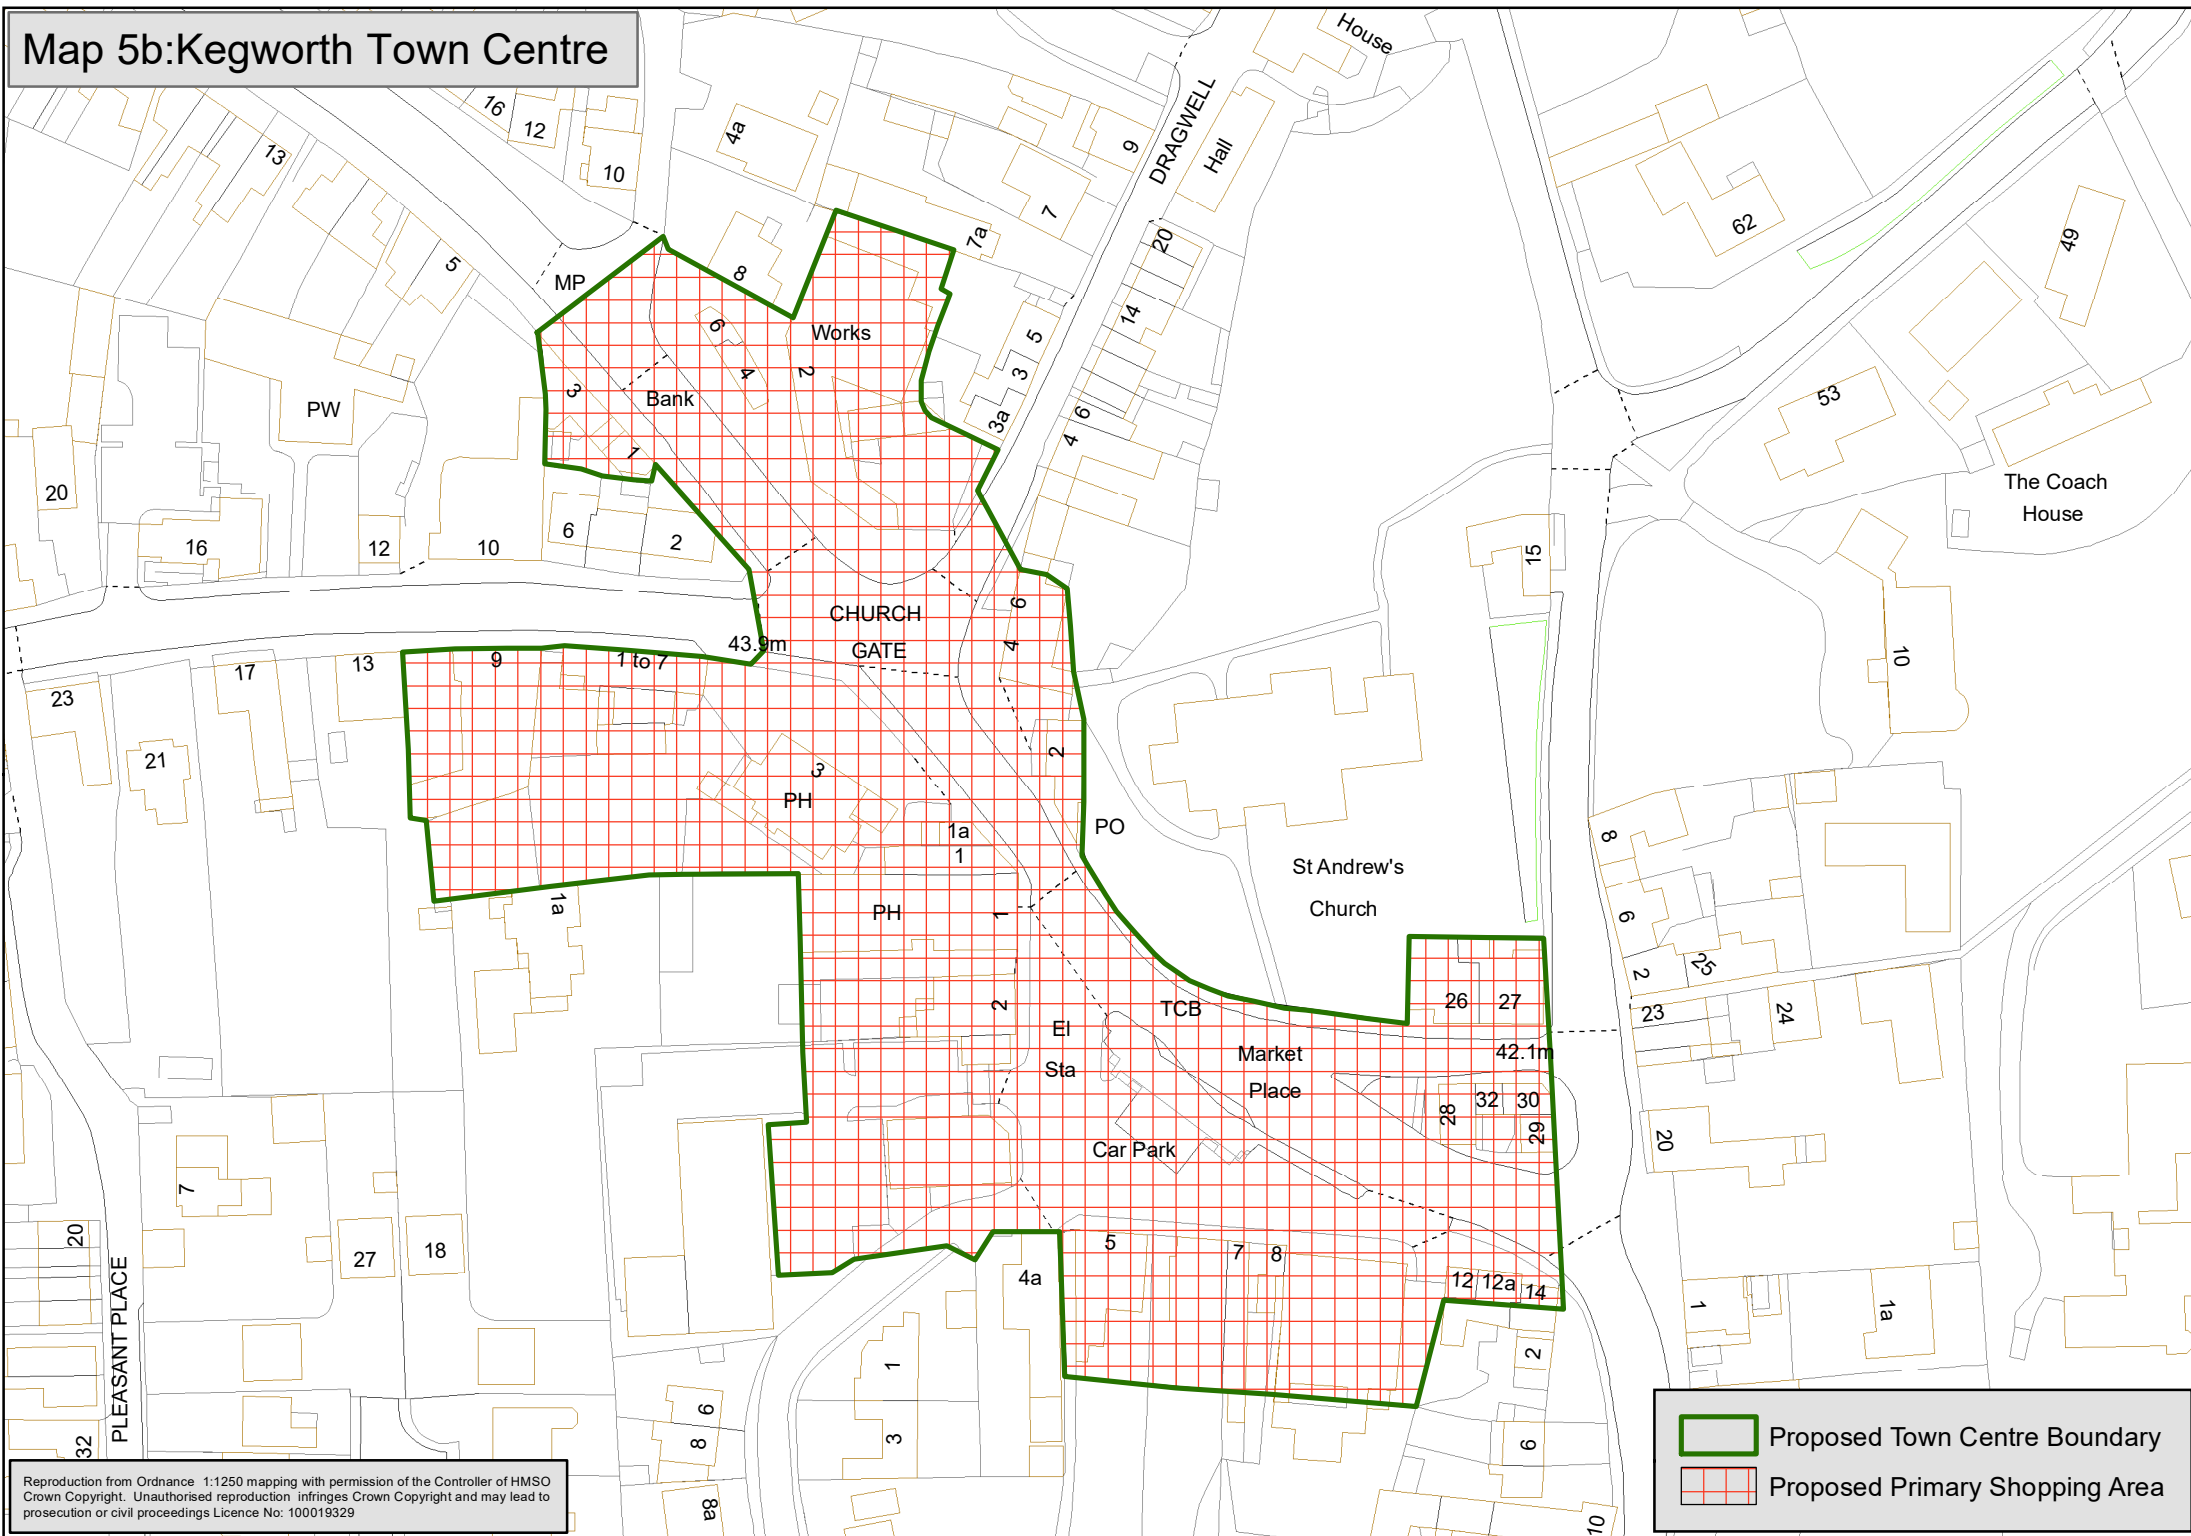 Map 5b:Kegworth Town Centre
House
16
12
10
4a
9
DRAGWELL
Hall
13
7
20
7a
62
49
5
MP
8
Works
14
5
6
4
2
3
3
Bank
PW
3a
6
4
1
53
20
The Coach
House
16
12
10
6
2
15
CHURCH
GATE
6
4
43.9m
9
1 to 7
13
17
23
21
10
2
3
PH
1a
1
PO
8
St Andrew's
Church
1a
PH
1
6
2
25
26
27
23
24
2
TCB
El
Sta
Market
Place
42.1m
28
32
30
29
Car Park
20
7
20
27
18
5
7
8
4a
12
12a
14
1
1a
2
PLEASANT PLACE
1
3
6
8
6
32
8a
10
Proposed Town Centre Boundary
Proposed Primary Shopping Area
Reproduction from Ordnance 1:1250 mapping with permission of the Controller of HMSO
Crown Copyright. Unauthorised reproduction infringes Crown Copyright and may lead to
prosecution or civil proceedings Licence No: 100019329